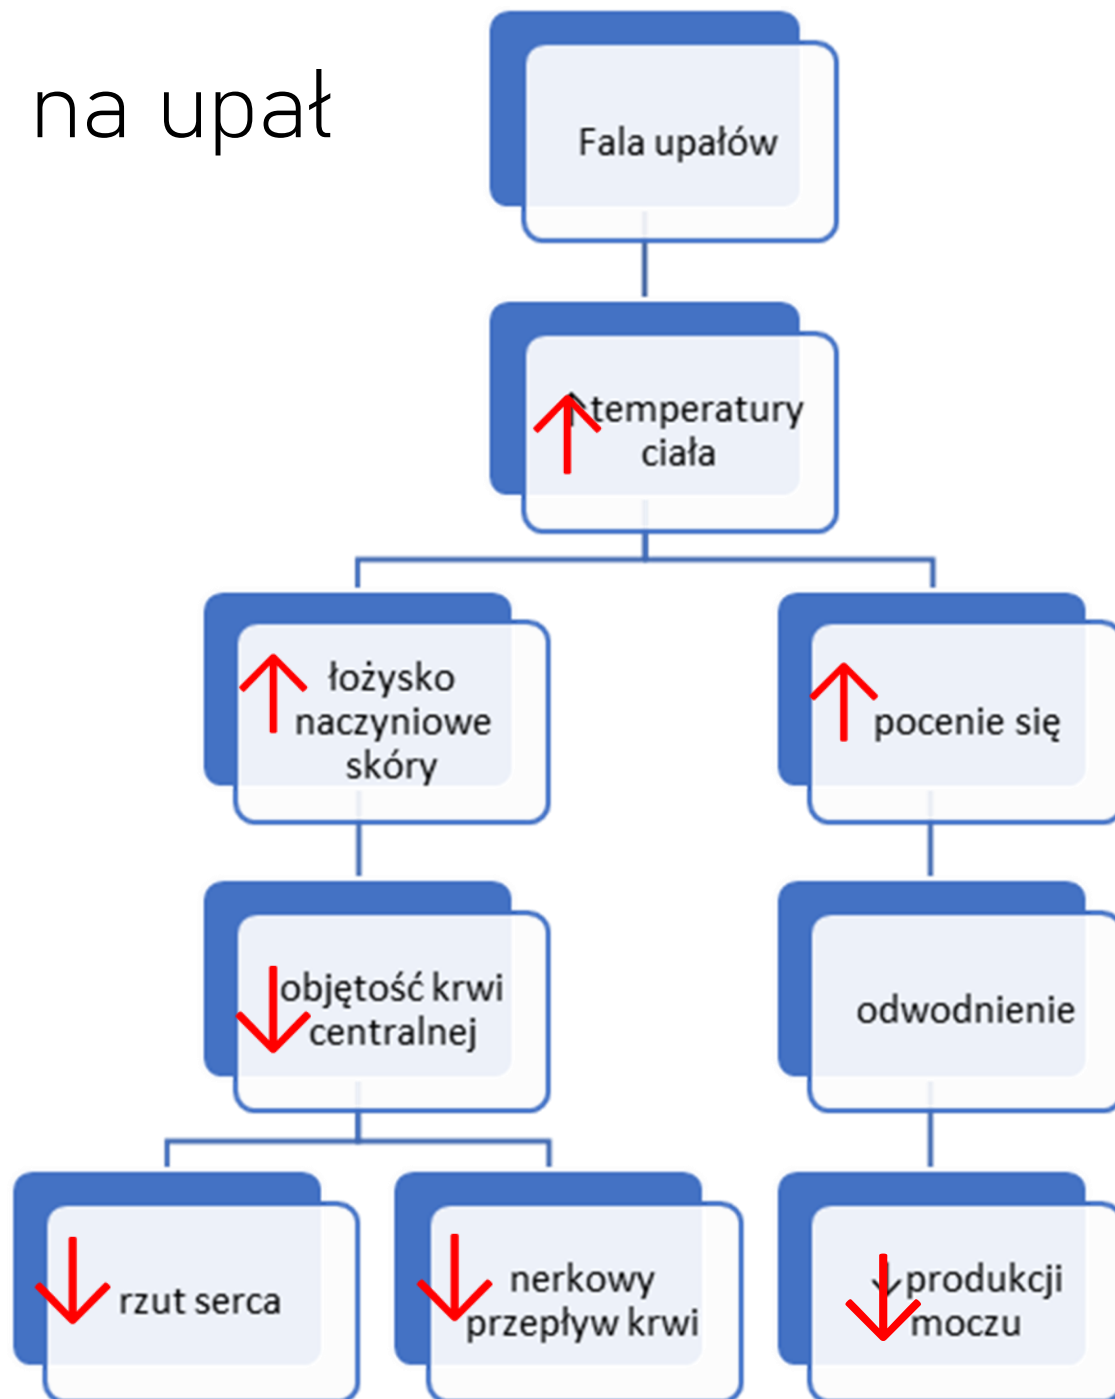 na upał
Fala upałów
↑temperatury
ciała
łożysko
naczyniowe
skóry
pocenie się
objętość krwi
centralnej
odwodnienie
rzut serca
nerkowy
przepływ krwi
↓produkcji
moczu